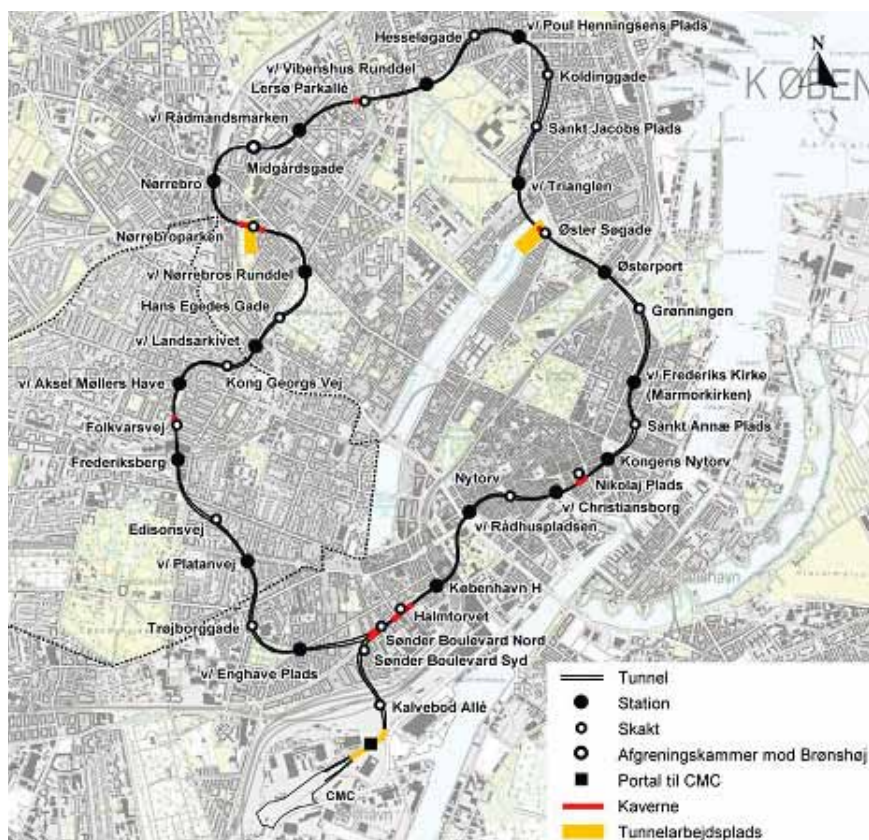 v/ Poul Henningsens Plads
Hesseløgade
N
v/ Vibenshus Runddel
Koldinggade
KØBEN
Lersø Parkallé
v/ Rådmandsmarken
Sankt Jacobs Plads
Midgårdsgade
Nørrebro
v/ Trianglen
Nørrebroparken
Øster Søgade
v/ Nørrebros Runddel
Østerport
Hans Egedes Gade
Grønningen
v/ Landsarkivet
v/ Aksel Møllers Have
Kong Georgs Vej
v/ Frederiks Kirke
(Marmorkirken)
Folkvarsvej
Sankt Annæ Plads
Frederiksberg
Kongens Nytorv
Nytorv
Nikolaj Plads
v/ Christiansborg
Edisonsvej
v/ Rådhuspladsen
v/ Platanvej
København H
Halmtorvet
Trøjborggade
Sønder Boulevard Nord
Sønder Boulevard Syd
v/ Enghave Plads
Kalvebod Allé
CMC
Tunnel
Station
Skakt
Afgreningskammer mod Brønshøj
Portal til CMC
Kaverne
Tunnelarbejdsplads